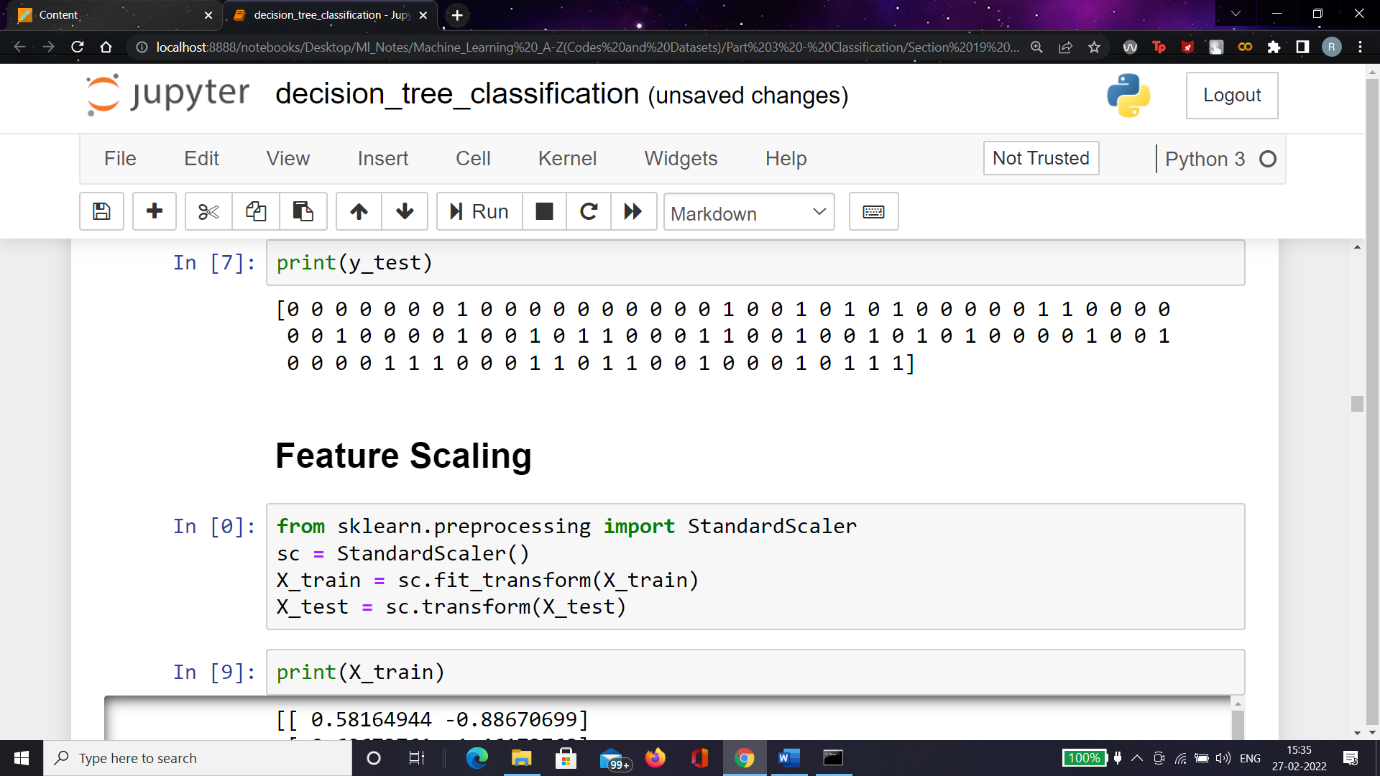 Content
decision_tree_classification - Jup
localhost:8888/notebooks/Desktop/Ml_Notes/Machine_Learning%20_A-Z(Codes%20and%20Datasets)/Part%203%20-%20Classification/Section%2019%20...
Tp
R
jupyter decision_tree_classification (unsaved changes)
Logout
File Edit View Insert Cell Kernel Widgets Help
Not Trusted
Python 3
Run
Markdown
In [7]: print(y_test)
[0 0 0 0 0 0 0 1 0 0 0 0 0 0 0 0 0 0 1 0 0 1 0 1 0 1 0 0 0 0 0 1 1 0 0 0 0
0 0 1 0 0 0 0 1 0 0 1 0 1 1 0 0 0 1 1 0 0 1 0 0 1 0 1 0 1 0 0 0 0 1 0 0 1
0 0 0 0 1 1 1 0 0 0 1 1 0 1 1 0 0 1 0 0 0 1 0 1 1 1]
Feature Scaling
In [0]: from sklearn.preprocessing import StandardScaler
sc = StandardScaler()
X_train = sc.fit_transform(X_train)
X_test = sc.transform(X_test)
In [9]: print(X_train)
[[ 0.58164944 -0.88670699]
Type here to search
99+
100%
ENG
15:35
27-02-2022